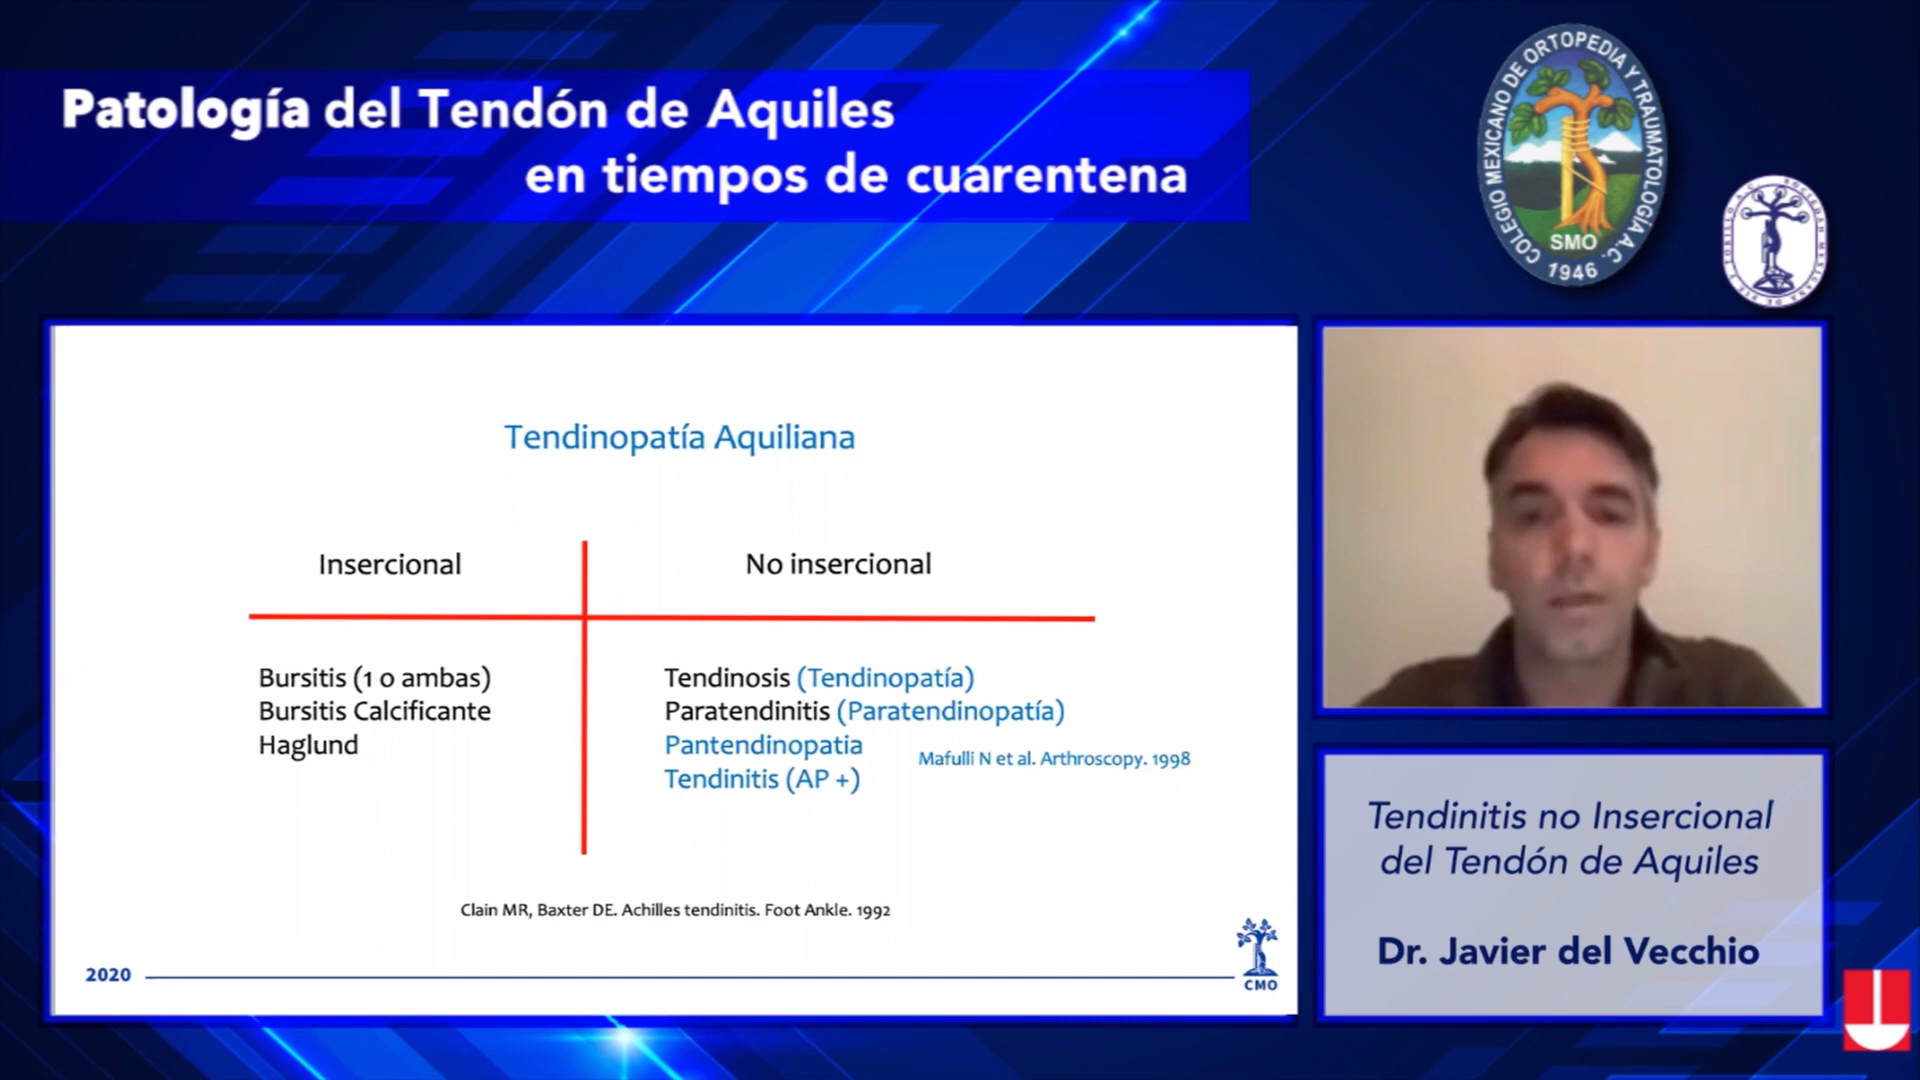 Patología del Tendón de Aquiles
en tiempos de cuarentena
COLEGIO MEXICANO DE ORTOPEDIA Y TRAUMATOLOGÍA A.C.
SMO
1946
Tendinopatía Aquiliana
Insercional
No insercional
Bursitis (1 o ambas)
Bursitis Calcificante
Haglund
Tendinosis (Tendinopatía)
Paratendinitis (Paratendinopatía)
Pantendinopatia
Tendinitis (AP +)
Mafulli N et al. Arthroscopy. 1998
Clain MR, Baxter DE. Achilles tendinitis. Foot Ankle. 1992
2020
CMO
Tendinitis no Insercional
del Tendón de Aquiles
Dr. Javier del Vecchio